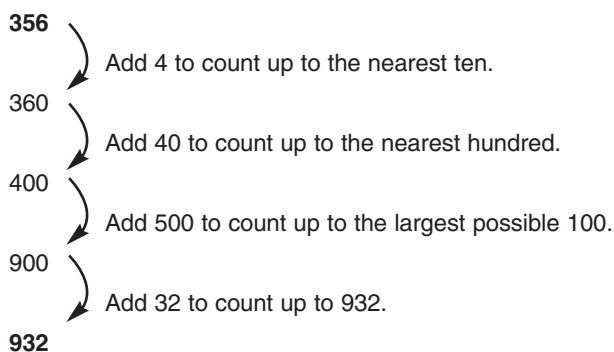 356
Add 4 to count up to the nearest ten.
360
Add 40 to count up to the nearest hundred.
400
Add 500 to count up to the largest possible 100.
900
Add 32 to count up to 932.
932